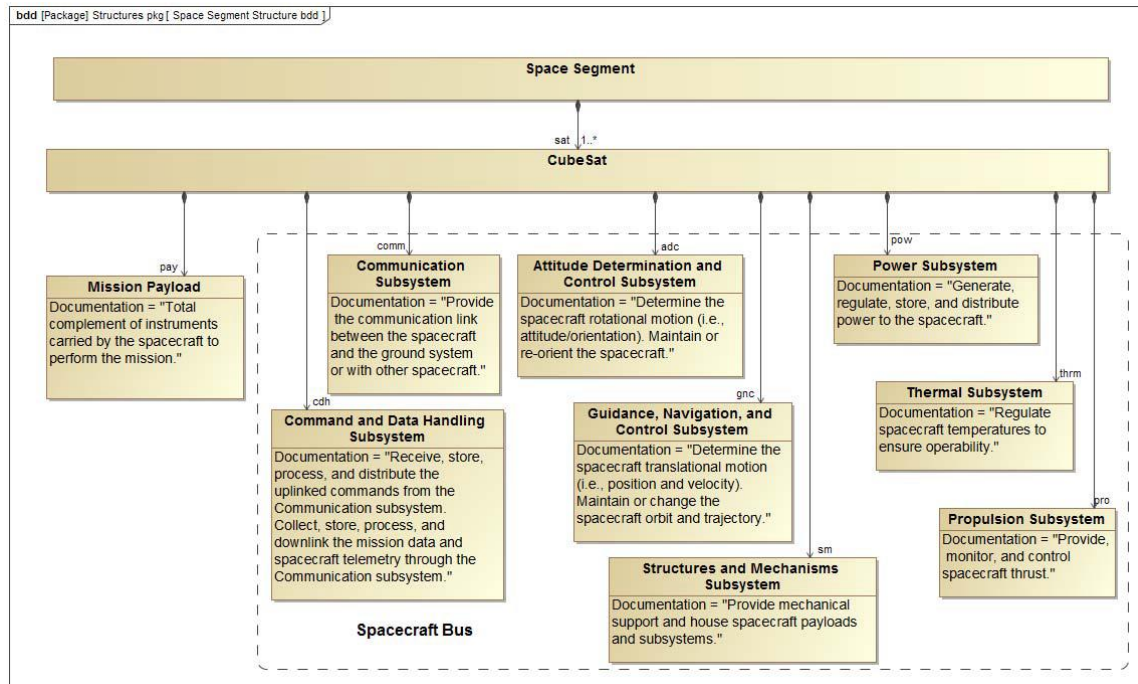 bdd [Package] Structures pkg [ Space Segment Structure bdd ]
Space Segment
sat 1..*
CubeSat
pay
Mission Payload
Documentation = "Total
complement of instruments
carried by the spacecraft to
perform the mission."
comm
Communication
Subsystem
Documentation = "Provide
the communication link
between the spacecraft
and the ground system
or with other spacecraft."
adc
Attitude Determination and
Control Subsystem
Documentation = "Determine the
spacecraft rotational motion (i.e.,
attitude/orientation). Maintain or
re-orient the spacecraft."
pow
Power Subsystem
Documentation = "Generate,
regulate, store, and distribute
power to the spacecraft."
cdh
Command and Data Handling
Subsystem
Documentation = "Receive, store,
process, and distribute the
uplinked commands from the
Communication subsystem.
Collect, store, process, and
downlink the mission data and
spacecraft telemetry through the
Communication subsystem."
gnc
Guidance, Navigation, and
Control Subsystem
Documentation = "Determine the
spacecraft translational motion
(i.e., position and velocity).
Maintain or change the
spacecraft orbit and trajectory."
thrm
Thermal Subsystem
Documentation = "Regulate
spacecraft temperatures to
ensure operability."
pro
Propulsion Subsystem
Documentation = "Provide,
monitor, and control
spacecraft thrust."
sm
Structures and Mechanisms
Subsystem
Documentation = "Provide mechanical
support and house spacecraft payloads
and subsystems."
Spacecraft Bus